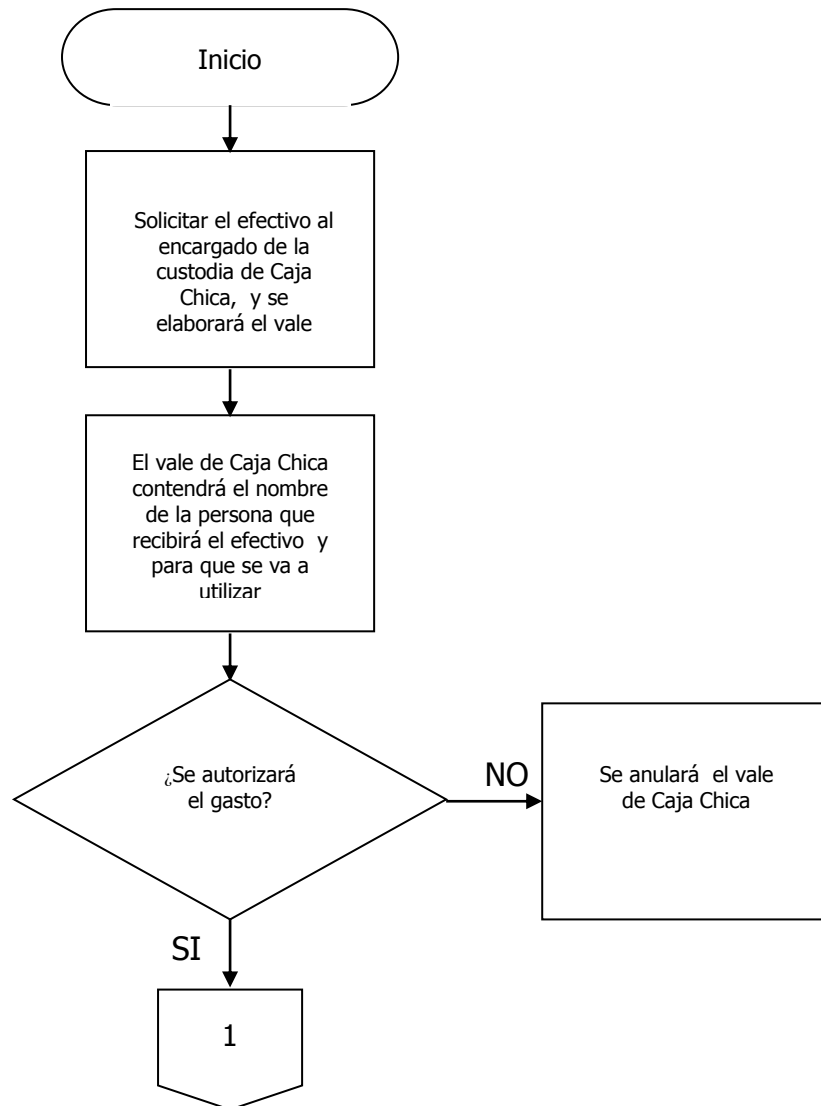 Inicio
Solicitar el efectivo al
encargado de la
custodia de Caja
Chica, y se
elaborará el vale
El vale de Caja Chica
contendrá el nombre
de la persona que
recibirá el efectivo y
para que se va a
utilizar
¿Se autorizará
el gasto?
NO
Se anulará el vale
de Caja Chica
SI
1